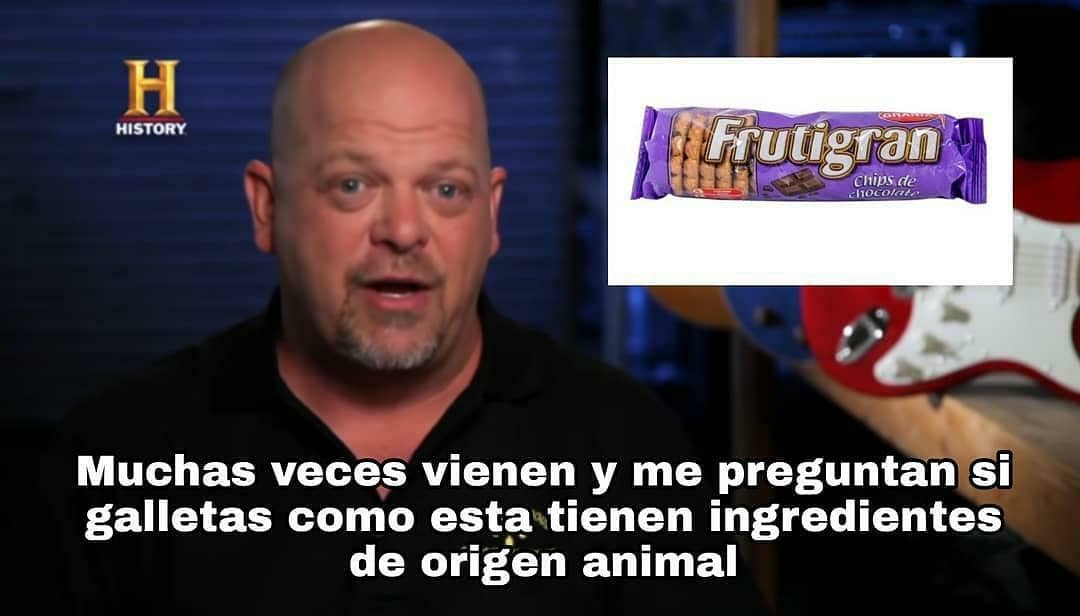 H
HISTORY
GRANIX
Frutigran
Chips de
chocolate
Muchas veces vienen y me preguntan si
galletas como esta tienen ingredientes
de origen animal